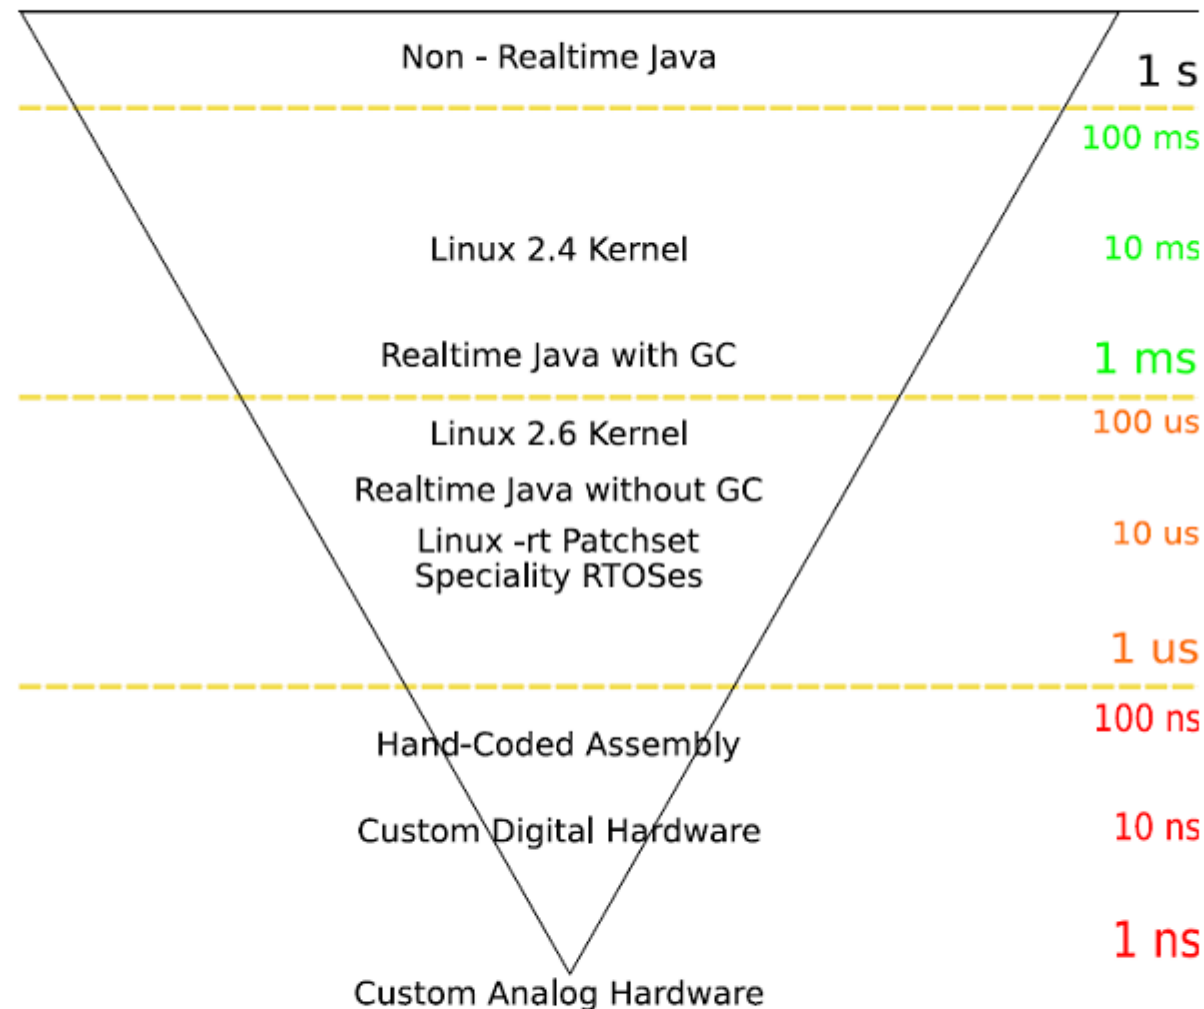 Non - Realtime Java
1 s
100 ms
Linux 2.4 Kernel
10 ms
Realtime Java with GC
1 ms
100 us
Linux 2.6 Kernel
Realtime Java without GC
10 us
Linux -rt Patchset
Speciality RTOSes
1 us
100 ns
Hand-Coded Assembly
10 ns
Custom Digital Hardware
1 ns
Custom Analog Hardware